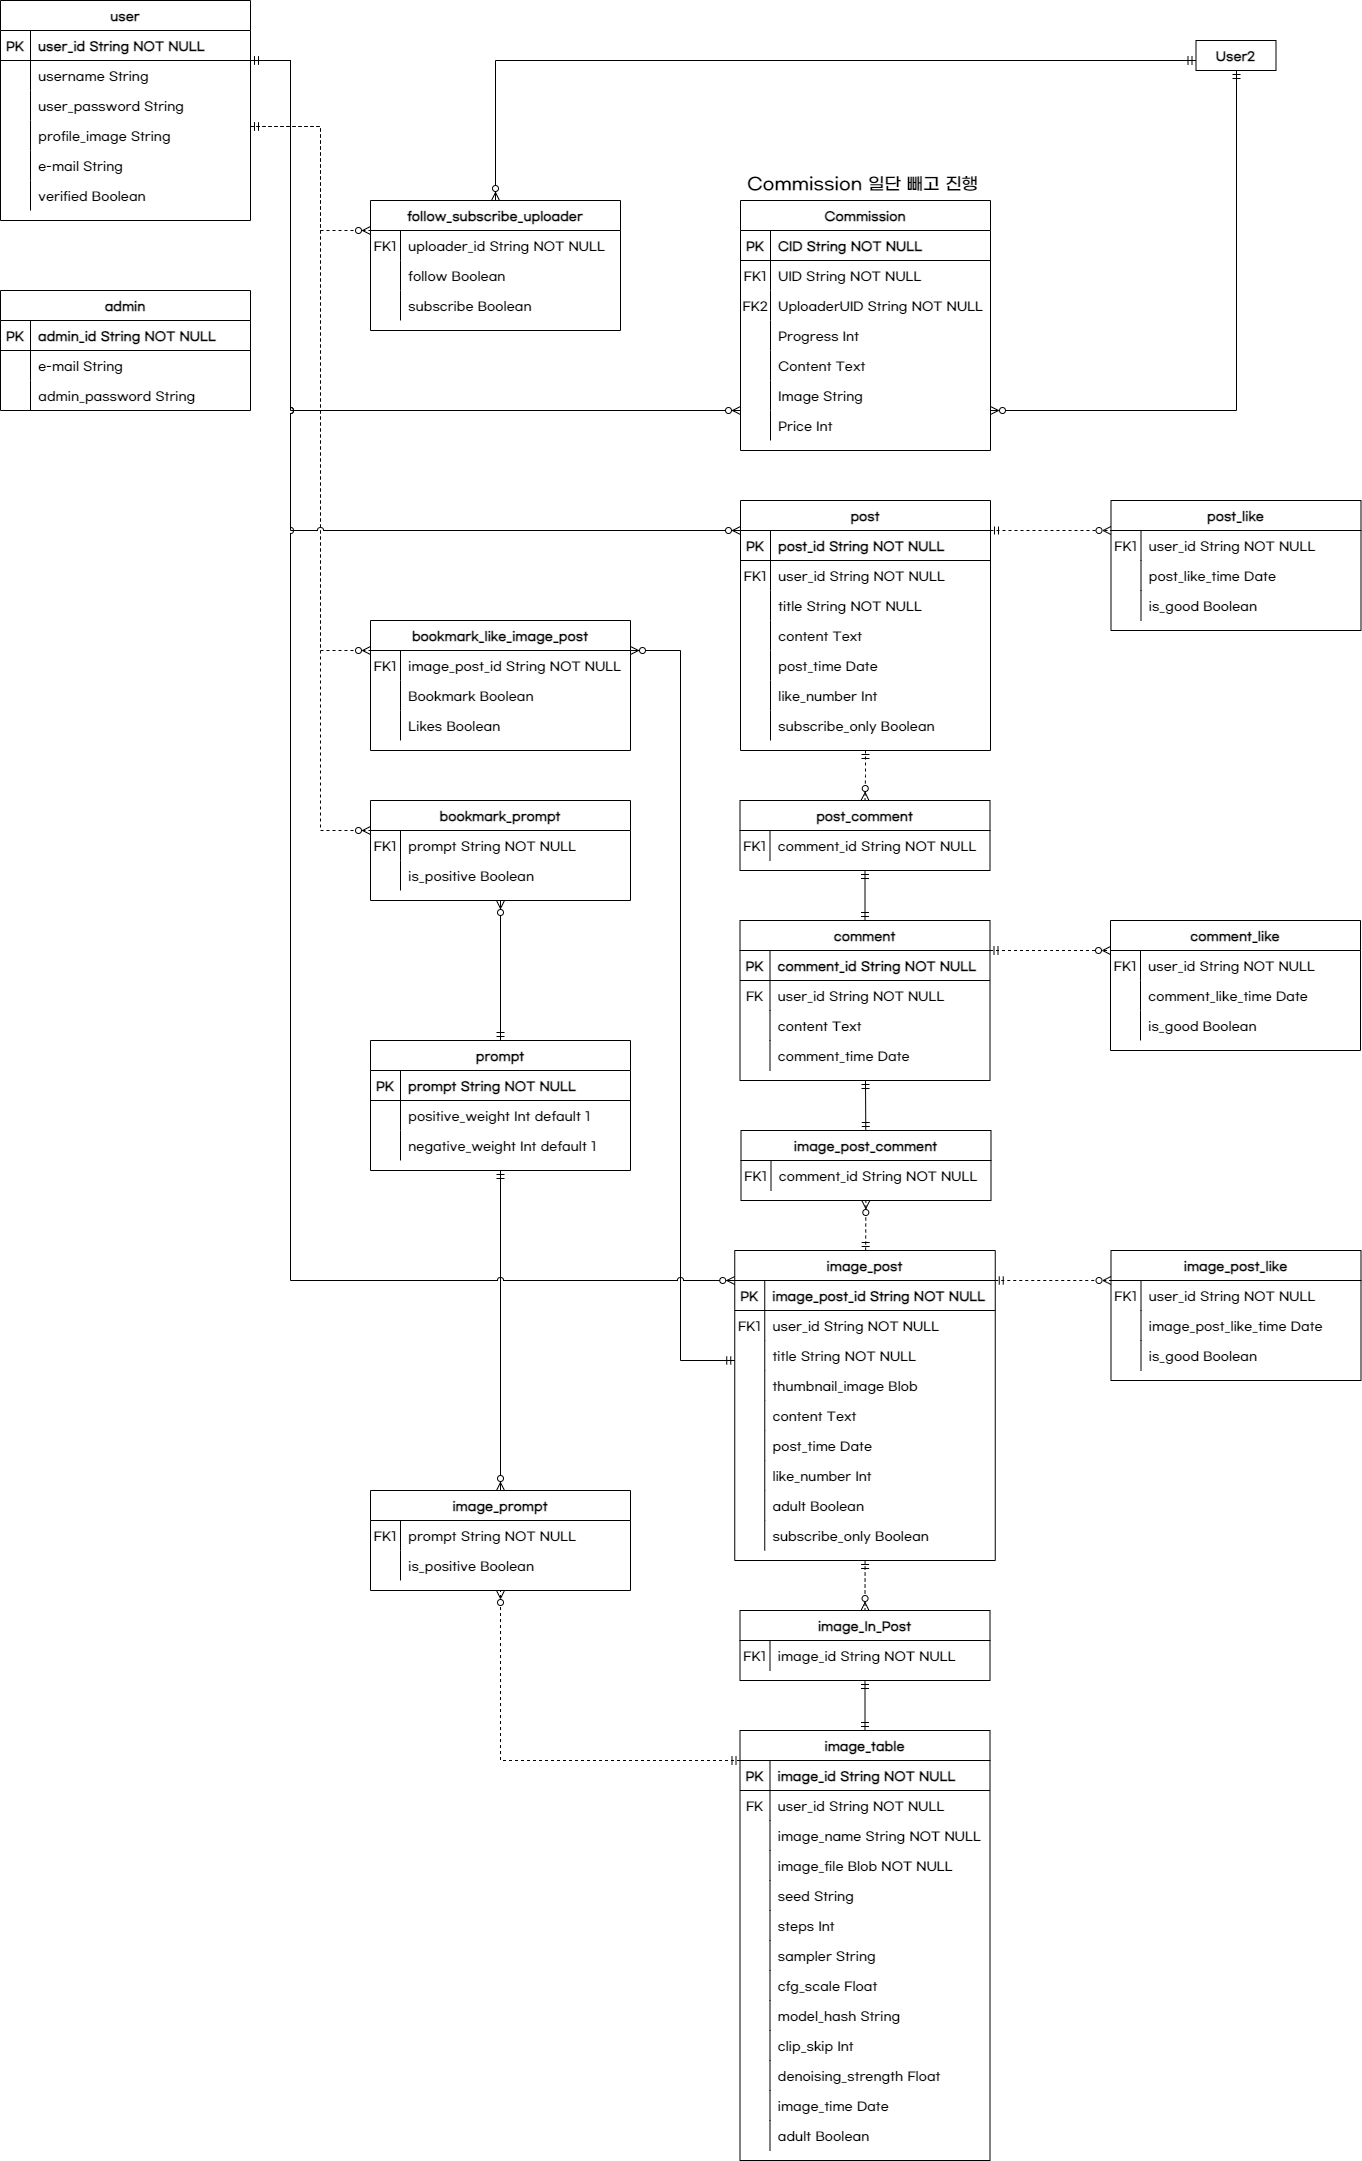 user
PK user_id String NOT NULL
username String
user_password String
profile_image String
e-mail String
verified Boolean
User2
follow_subscribe_uploader
FK1 uploader_id String NOT NULL
follow Boolean
subscribe Boolean
Commission 일단 빼고 진행
Commission
PK CID String NOT NULL
FK1 UID String NOT NULL
FK2 UploaderUID String NOT NULL
Progress Int
Content Text
Image String
Price Int
admin
PK admin_id String NOT NULL
e-mail String
admin_password String
post
PK post_id String NOT NULL
FK1 user_id String NOT NULL
title String NOT NULL
content Text
post_time Date
like_number Int
subscribe_only Boolean
post_like
FK1 user_id String NOT NULL
post_like_time Date
is_good Boolean
bookmark_like_image_post
FK1 image_post_id String NOT NULL
Bookmark Boolean
Likes Boolean
bookmark_prompt
FK1 prompt String NOT NULL
is_positive Boolean
post_comment
FK1 comment_id String NOT NULL
comment
PK comment_id String NOT NULL
FK user_id String NOT NULL
content Text
comment_time Date
comment_like
FK1 user_id String NOT NULL
comment_like_time Date
is_good Boolean
prompt
PK prompt String NOT NULL
positive_weight Int default 1
negative_weight Int default 1
image_post_comment
FK1 comment_id String NOT NULL
image_post
PK image_post_id String NOT NULL
FK1 user_id String NOT NULL
title String NOT NULL
thumbnail_image Blob
content Text
post_time Date
like_number Int
adult Boolean
subscribe_only Boolean
image_post_like
FK1 user_id String NOT NULL
image_post_like_time Date
is_good Boolean
image_prompt
FK1 prompt String NOT NULL
is_positive Boolean
image_In_Post
FK1 image_id String NOT NULL
image_table
PK image_id String NOT NULL
FK user_id String NOT NULL
image_name String NOT NULL
image_file Blob NOT NULL
seed String
steps Int
sampler String
cfg_scale Float
model_hash String
clip_skip Int
denoising_strength Float
image_time Date
adult Boolean